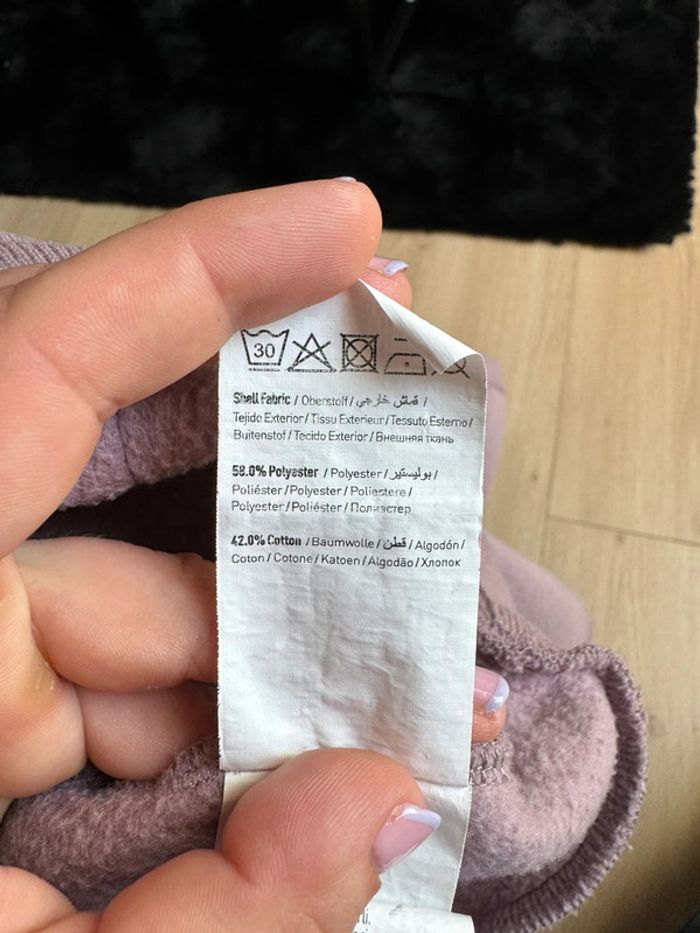 30
Shell Fabric / Oberstoff / قماش خارجي /
Tejido Exterior / Tissu Exterieur / Tessuto Esterno /
Buitenstof / Tecido Exterior / Внешняя ткань
58.0% Polyester / Polyester / بوليستير /
Poliéster / Polyester / Poliestere /
Polyester / Poliéster / Полиэстер
42.0% Cotton / Baumwolle / قطن / Algodón /
Coton / Cotone / Katoen / Algodão / Хлопок